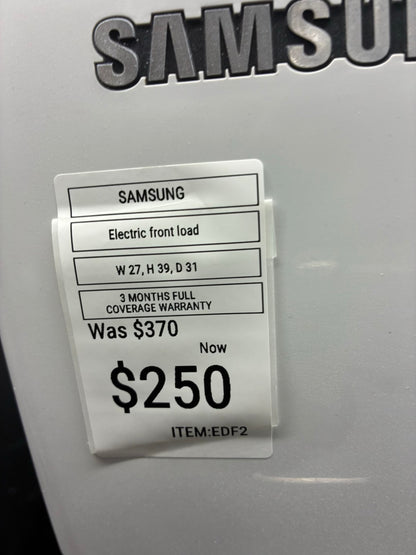 SAMSU
SAMSUNG
Electric front load
W 27, H 39, D 31
3 MONTHS FULL
COVERAGE WARRANTY
Was $370
Now
$250
ITEM:EDF2